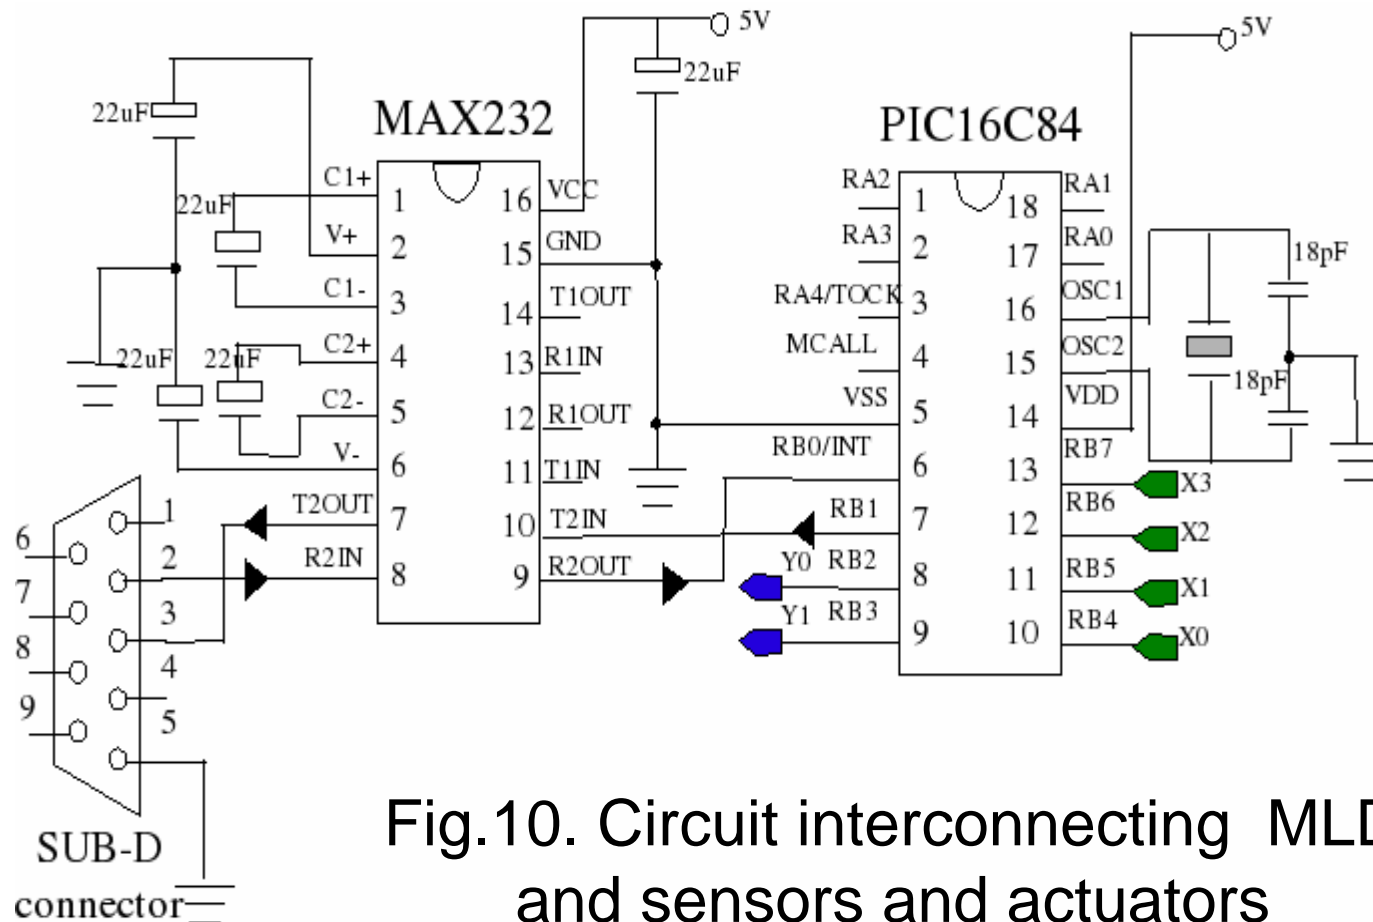 5V
5V
22uF
22uF
MAX232
PIC16C84
C1+
1
16
VCC
22uF
V+
2
15
GND
C1-
3
14
T1OUT
22uF
22uF
C2+
4
13
R1IN
C2-
5
12
R1OUT
V-
6
11
T1IN
T2OUT
7
10
T2IN
R2IN
8
9
R2OUT
RA2
1
18
RA1
RA3
2
17
RA0
RA4/TOCK
3
16
OSC1
MCALL
4
15
OSC2
VSS
5
14
VDD
RB0/INT
6
13
RB7
X3
RB1
7
12
RB6
X2
Y0
RB2
8
11
RB5
X1
Y1
RB3
9
10
RB4
X0
18pF
18pF
1
6
2
7
3
8
4
9
5
SUB-D
connector
Fig.10. Circuit interconnecting MLD
and sensors and actuators